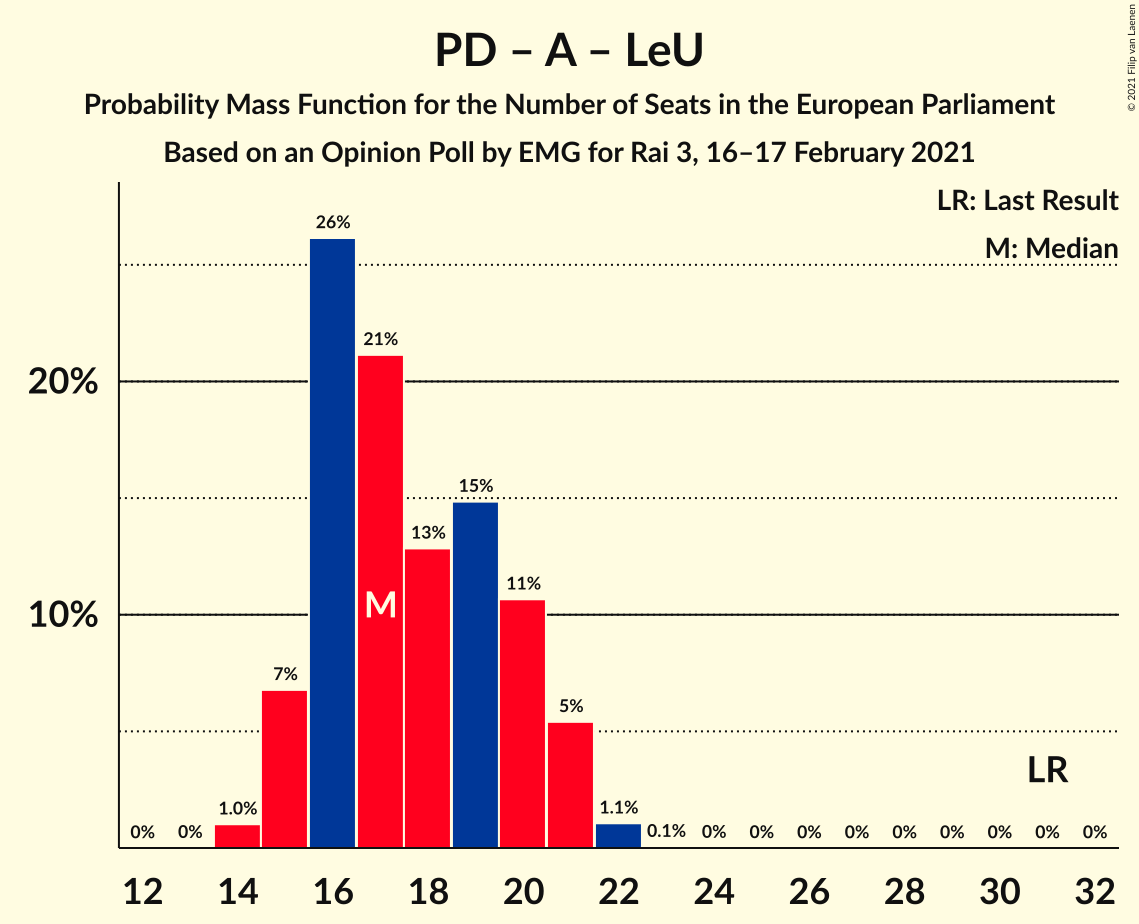 PD – A – LeU
Probability Mass Function for the Number of Seats in the European Parliament
Based on an Opinion Poll by EMG for Rai 3, 16–17 February 2021
© 2021 Filip van Laenen
LR: Last Result
M: Median
26%
21%
20%
15%
13%
11%
10%
M
7%
5%
LR
0% 0% 1.0% 1.1% 0.1% 0% 0% 0% 0% 0% 0% 0% 0% 0%
12 14 16 18 20 22 24 26 28 30 32